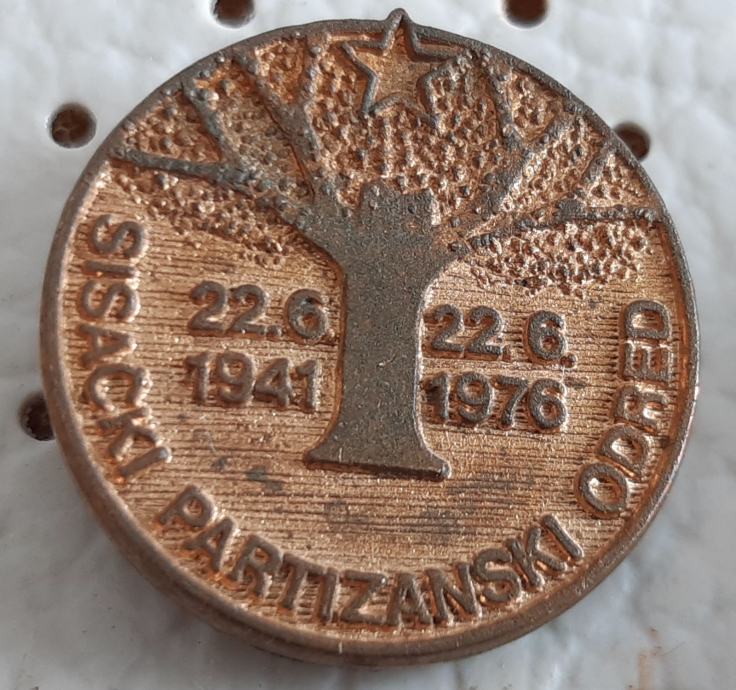 22.6.
1941
22.6.
1976
SISAČKI PARTIZANSKI ODRED